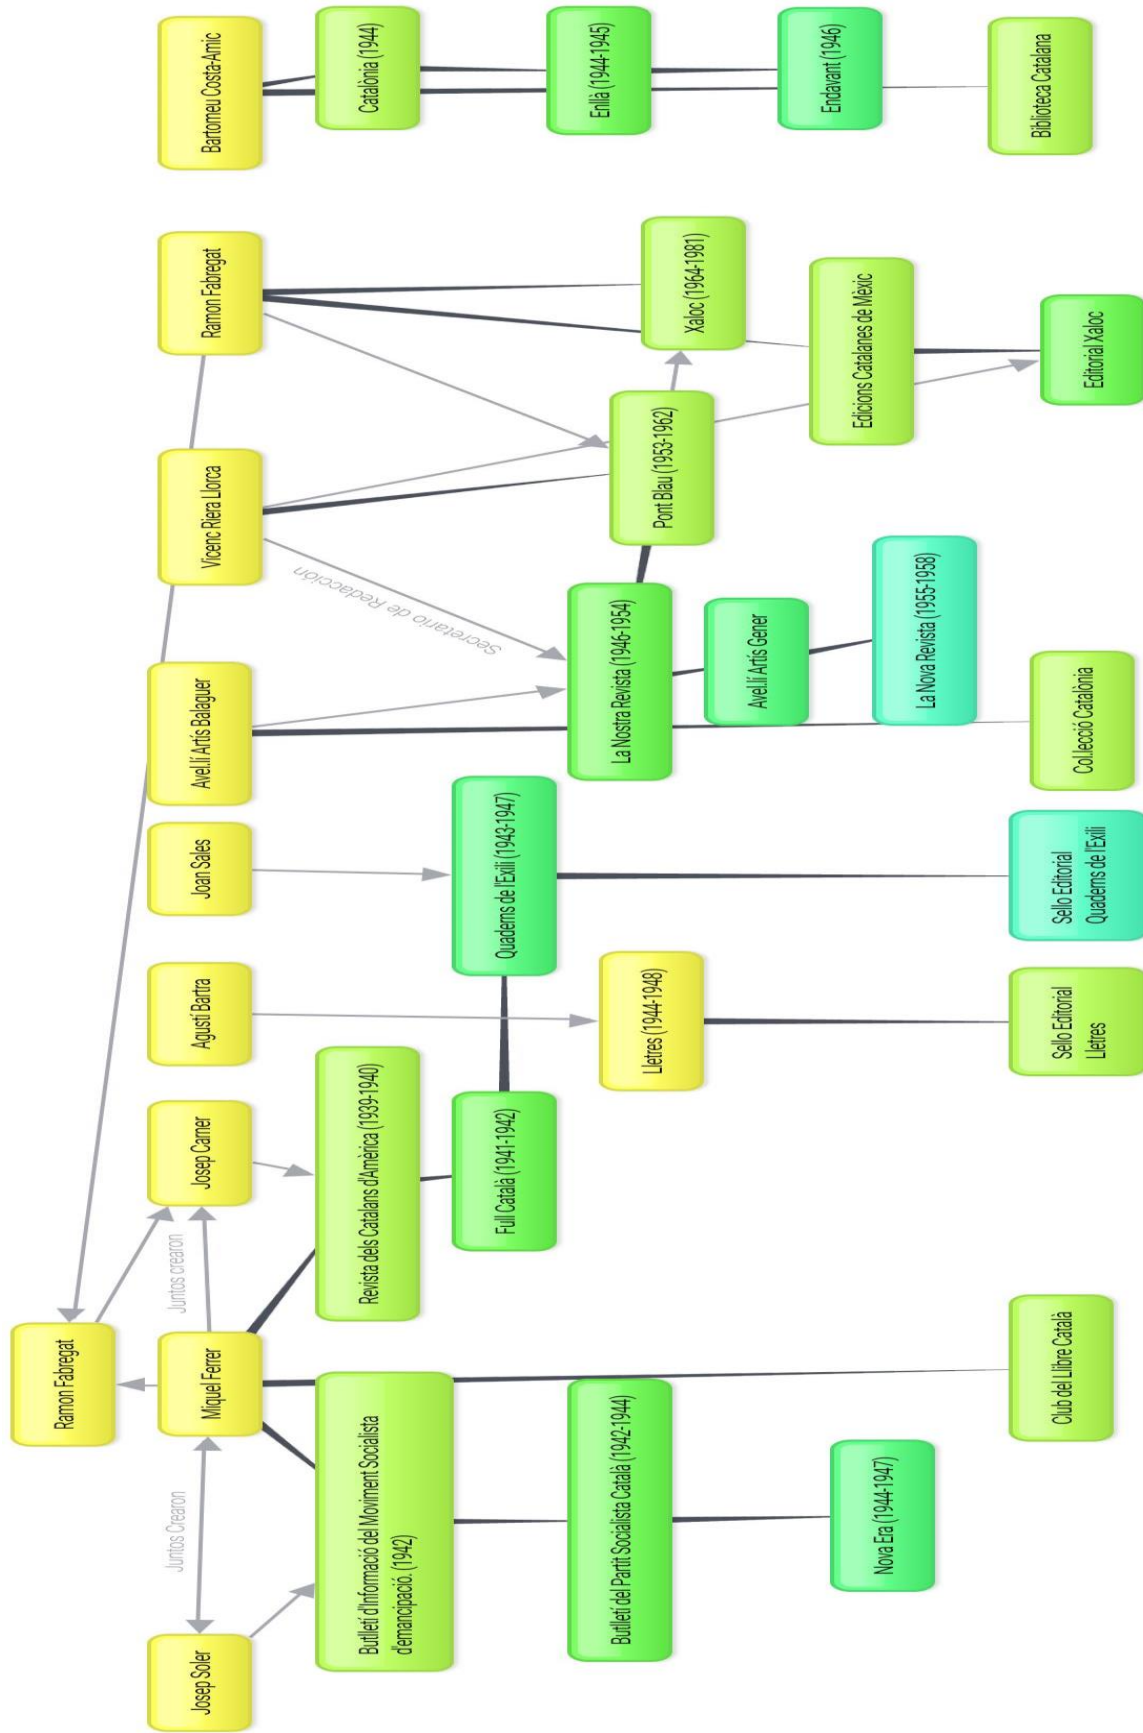 Ramon Fabregat
Josep Soler
Juntos Crearon
Miquel Ferrer
Juntos crearon
Josep Carner
Agustí Bartra
Joan Sales
Avel.lí Artís Balaguer
Vicenc Riera Llorca
Ramon Fabregat
Bartomeu Costa-Amic
Butlletí d'Informació del Moviment Socialista
d'emancipació. (1942)
Revista dels Catalans d'Amèrica (1939-1940)
Catalònia (1944)
Secretario de Redacción
Full Català (1941-1942)
Quaderns de l'Exili (1943-1947)
Butlletí del Partit Socialista Català (1942-1944)
Lletres (1944-1948)
La Nostra Revista (1946-1954)
Pont Blau (1953-1962)
Xaloc (1964-1981)
Enllà (1944-1945)
Avel.lí Artís Gener
Nova Era (1944-1947)
La Nova Revista (1955-1958)
Edicions Catalanes de Mèxic
Endavant (1946)
Club del Llibre Català
Sello Editorial
Lletres
Sello Editorial
Quaderns de l'Exili
Col.lecció Catalònia
Editorial Xaloc
Biblioteca Catalana